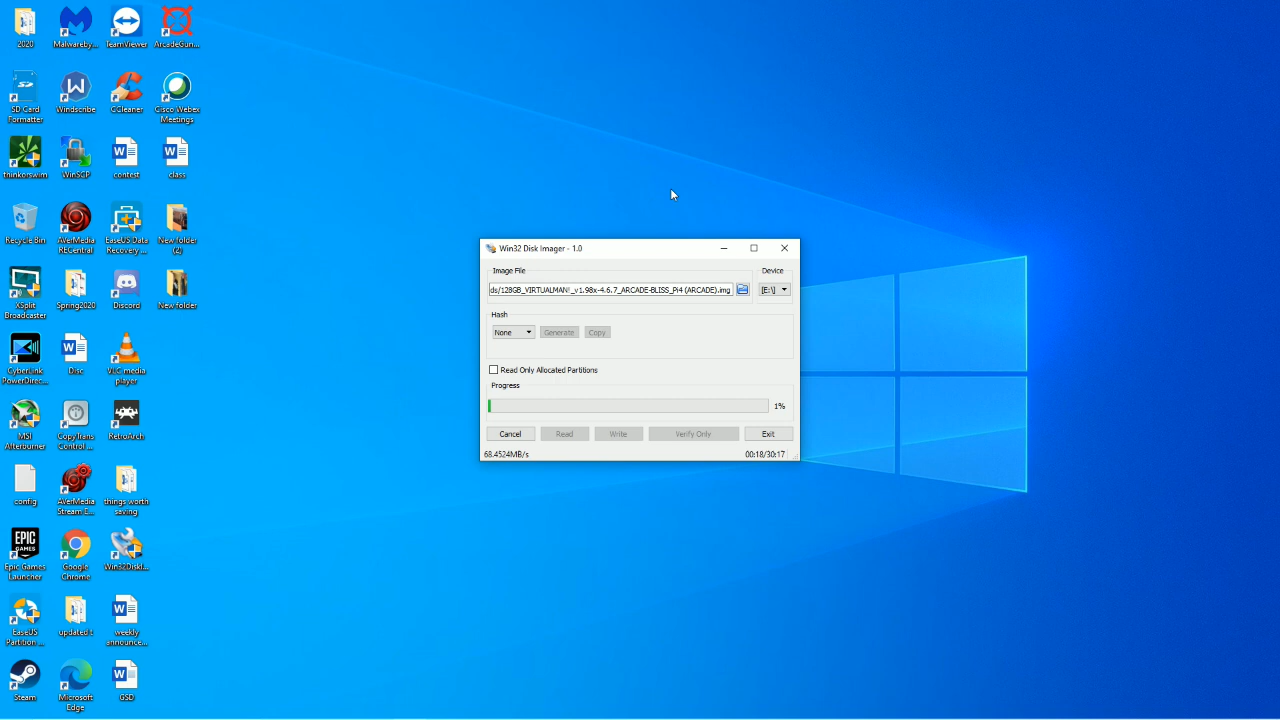 2020
Malwareby...
TeamViewer
ArcadeGun...
SD Card
Formatter
Windscribe
CCleaner
Cisco Webex
Meetings
thinkorswim
WinSCP
contest
class
Recycle Bin
AVerMedia
RECentral
EaseUS Data
Recovery ...
New folder
(2)
XSplit
Broadcaster
Spring2020
Discord
New folder
CyberLink
PowerDirec...
Disc
VLC media
player
MSI
Afterburner
CopyTrans
Control ...
RetroArch
config
AVerMedia
Stream E...
things worth
saving
EPIC
GAMES
Epic Games
Launcher
Google
Chrome
Win32DiskI...
EaseUS
Partition ...
updated t
weekly
announce...
Steam
Microsoft
Edge
GSD
Win32 Disk Imager - 1.0
Image File
Device
ds/128GB_VIRTUALMAN!_v1.98x-4.6.7_ARCADE-BLISS_Pi4 (ARCADE).img
[E:\]
Hash
None
Generate
Copy
Read Only Allocated Partitions
Progress
1%
Cancel
Read
Write
Verify Only
Exit
68.4524MB/s
00:18/30:17